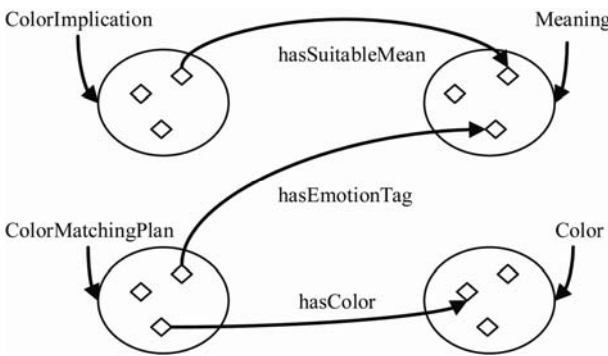 ColorImplication
Meaning
hasSuitableMean
hasEmotionTag
ColorMatchingPlan
Color
hasColor